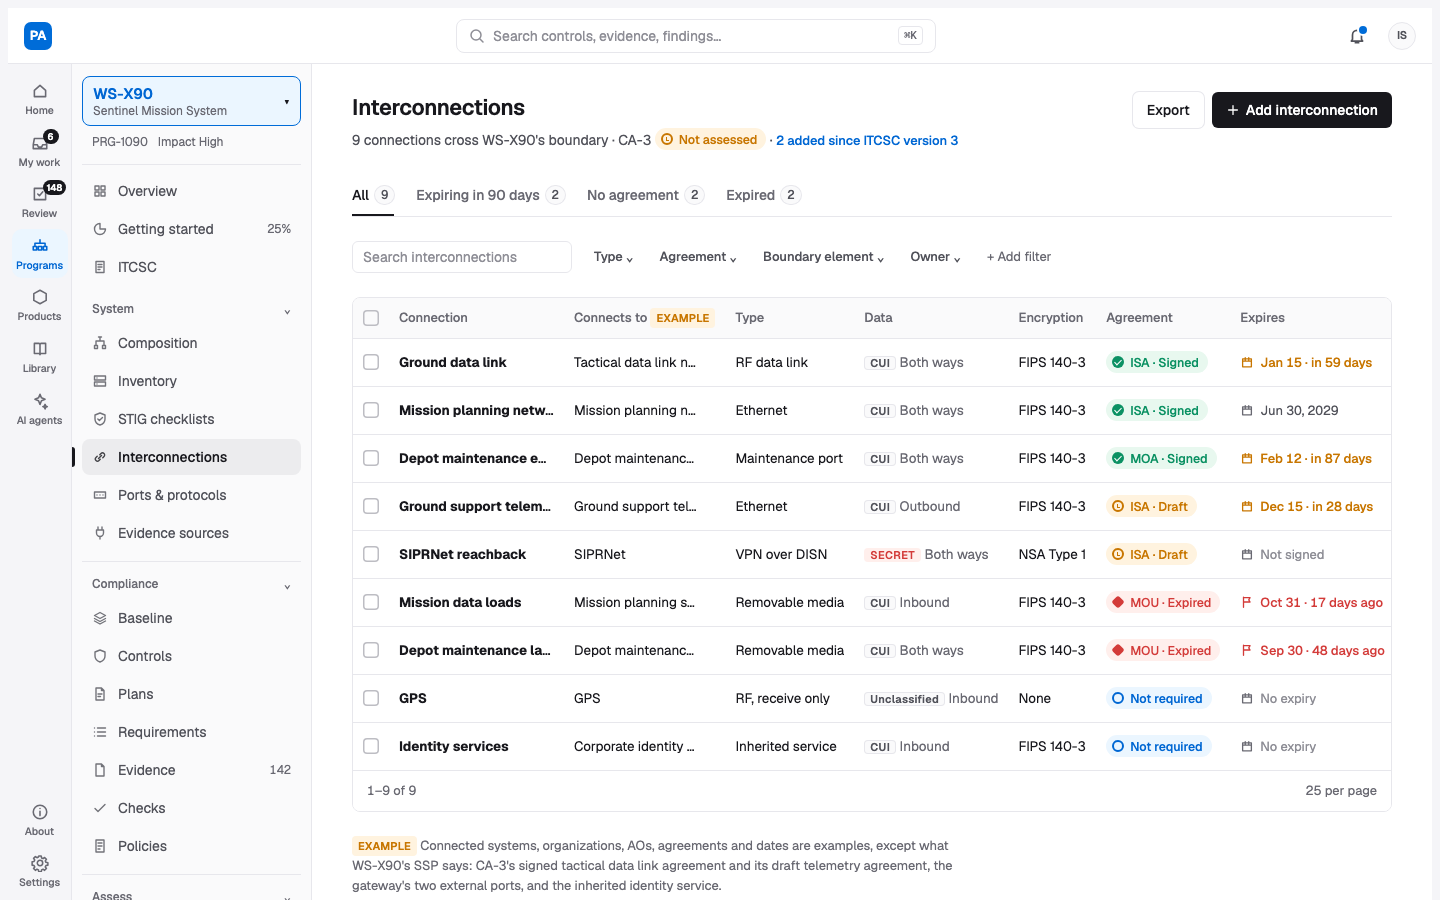 PA
Search controls, evidence, findings...
⌘K
IS
Home
6
My work
148
Review
Programs
Products
Library
AI agents
About
Settings
WS-X90
Sentinel Mission System
PRG-1090 Impact High
Overview
Getting started 25%
ITCSC
System
Composition
Inventory
STIG checklists
Interconnections
Ports & protocols
Evidence sources
Compliance
Baseline
Controls
Plans
Requirements
Evidence 142
Checks
Policies
Assess
Interconnections
Export
+ Add interconnection
9 connections cross WS-X90's boundary · CA-3 Not assessed · 2 added since ITCSC version 3
All 9 Expiring in 90 days 2 No agreement 2 Expired 2
Search interconnections Type Agreement Boundary element Owner + Add filter
Connection Connects to EXAMPLE Type Data Encryption Agreement Expires
Ground data link Tactical data link n... RF data link CUI Both ways FIPS 140-3 ISA · Signed Jan 15 · in 59 days
Mission planning netw... Mission planning n... Ethernet CUI Both ways FIPS 140-3 ISA · Signed Jun 30, 2029
Depot maintenance e... Depot maintenanc... Maintenance port CUI Both ways FIPS 140-3 MOA · Signed Feb 12 · in 87 days
Ground support telem... Ground support tel... Ethernet CUI Outbound FIPS 140-3 ISA · Draft Dec 15 · in 28 days
SIPRNet reachback SIPRNet VPN over DISN SECRET Both ways NSA Type 1 ISA · Draft Not signed
Mission data loads Mission planning s... Removable media CUI Inbound FIPS 140-3 MOU · Expired Oct 31 · 17 days ago
Depot maintenance la... Depot maintenanc... Removable media CUI Both ways FIPS 140-3 MOU · Expired Sep 30 · 48 days ago
GPS GPS RF, receive only Unclassified Inbound None Not required No expiry
Identity services Corporate identity ... Inherited service CUI Inbound FIPS 140-3 Not required No expiry
1–9 of 9 25 per page
EXAMPLE Connected systems, organizations, AOs, agreements and dates are examples, except what
WS-X90's SSP says: CA-3's signed tactical data link agreement and its draft telemetry agreement, the
gateway's two external ports, and the inherited identity service.